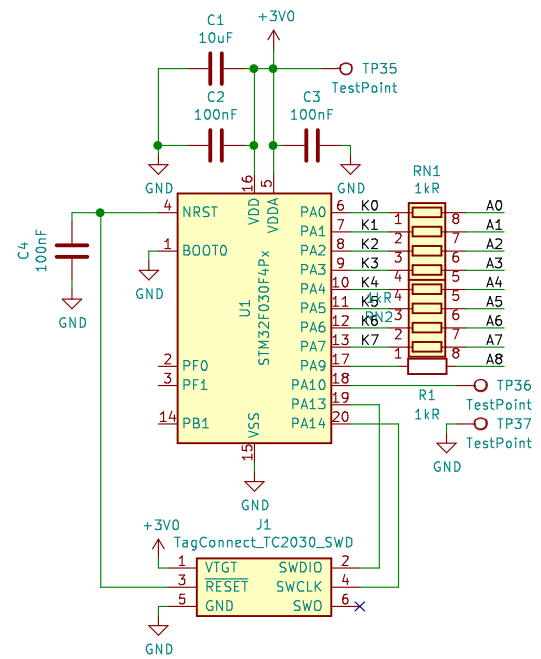 +3V0
C1
10uF
TP35
TestPoint
C2
100nF
C3
100nF
GND
GND
RN1
1kR
16
5
4 NRST
VDD
VDDA
PA0 6 K0 1 8 A0
PA1 7 K1 2 7 A1
1 BOOT0
PA2 8 K2 3 6 A2
PA3 9 K3 4 5 A3
C4
100nF
GND
GND
U1
STM32F030F4Px
PA4 10 K4 4 5 A4
1kR
PA5 11 K5 3 6 A5
RN2
PA6 12 K6 2 7 A6
PA7 13 K7 1 8 A7
2 PF0
PA9 17 A8
3 PF1
PA10 18
TP36
TestPoint
R1
1kR
PA13 19
14 PB1
VSS
PA14 20
TP37
TestPoint
15
GND
GND
J1
+3V0
TagConnect_TC2030_SWD
1 VTGT SWDIO 2
3 RESET SWCLK 4
5 GND SWO 6
GND